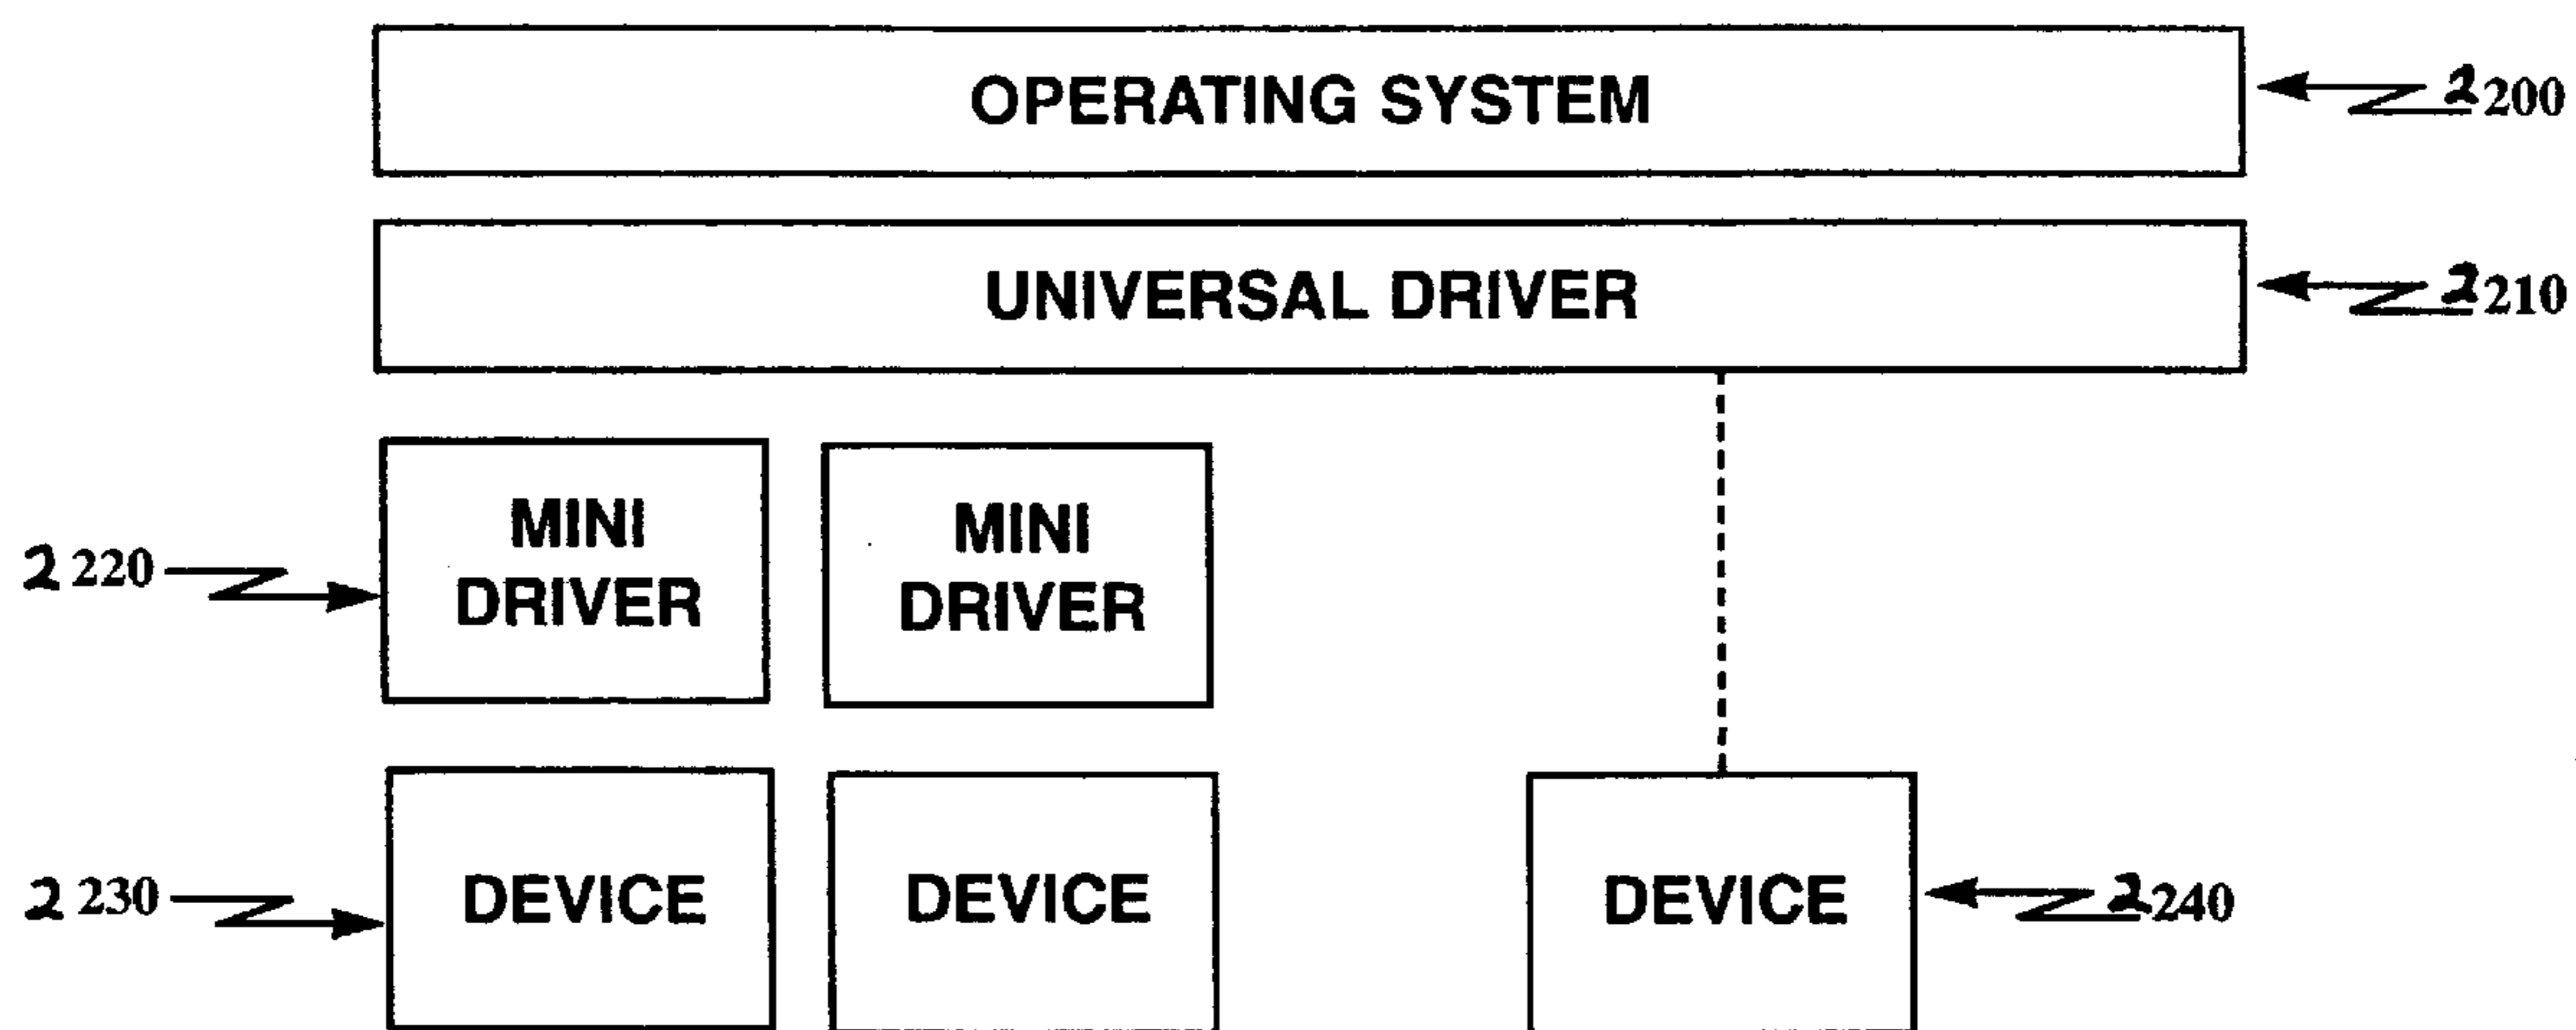 OPERATING SYSTEM
2200
UNIVERSAL DRIVER
2210
MINI
DRIVER
MINI
DRIVER
2220
DEVICE
DEVICE
DEVICE
2230
2240